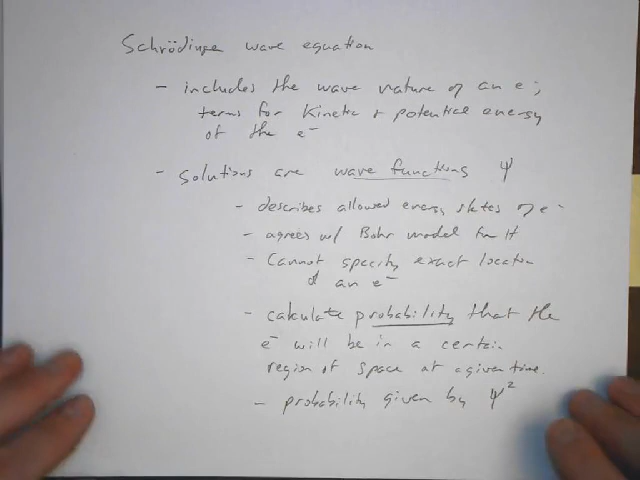 Schrödinge wave equation
- includes the wave nature of an e⁻;
terms for kinetic + potential energy
of the e⁻
- solutions are wave functions Ψ
- describes allowed energy states of e⁻
- agrees w/ Bohr model for H
- Cannot specify exact location
of an e⁻
- calculate probability that the
e⁻ will be in a certain
region of space at a given time.
- probability given by Ψ²